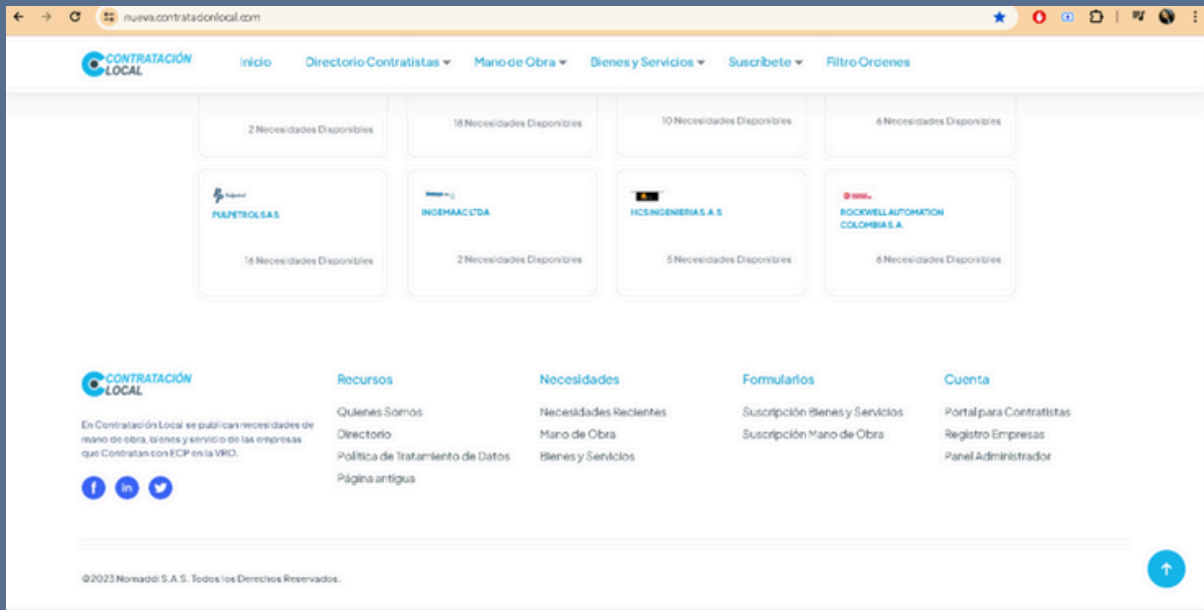 nueva.contratacionlocal.com
CONTRATACIÓN LOCAL
Inicio
Directorio Contratistas
Mano de Obra
Bienes y Servicios
Suscríbete
Filtro Ordenes
2 Necesidades Disponibles
18 Necesidades Disponibles
10 Necesidades Disponibles
6 Necesidades Disponibles
PULPETROL S.A.S
16 Necesidades Disponibles
INGEMAAC LTDA
2 Necesidades Disponibles
HCS INGENIERIA S.A.S
5 Necesidades Disponibles
ROCKWELL AUTOMATION
COLOMBIA S.A.
6 Necesidades Disponibles
CONTRATACIÓN
LOCAL
En Contratación Local se publican necesidades de
mano de obra, bienes y servicio de las empresas
que Contratan con ECP en la VRO.
Recursos
Quienes Somos
Directorio
Política de Tratamiento de Datos
Página antigua
Necesidades
Necesidades Recientes
Mano de Obra
Bienes y Servicios
Formularios
Suscripción Bienes y Servicios
Suscripción Mano de Obra
Cuenta
Portal para Contratistas
Registro Empresas
Panel Administrador
©2023 Nomaddi S.A.S. Todos los Derechos Reservados.